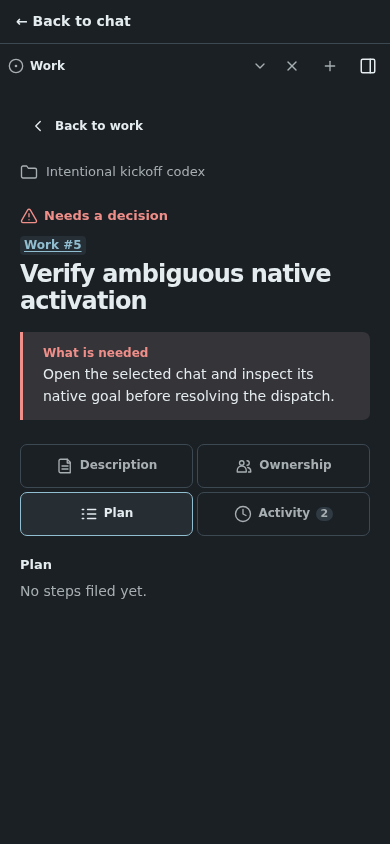 ← Back to chat
Work
Back to work
Intentional kickoff codex
Needs a decision
Work #5
Verify ambiguous native
activation
What is needed
Open the selected chat and inspect its
native goal before resolving the dispatch.
Description
Ownership
Plan
Activity 2
Plan
No steps filed yet.